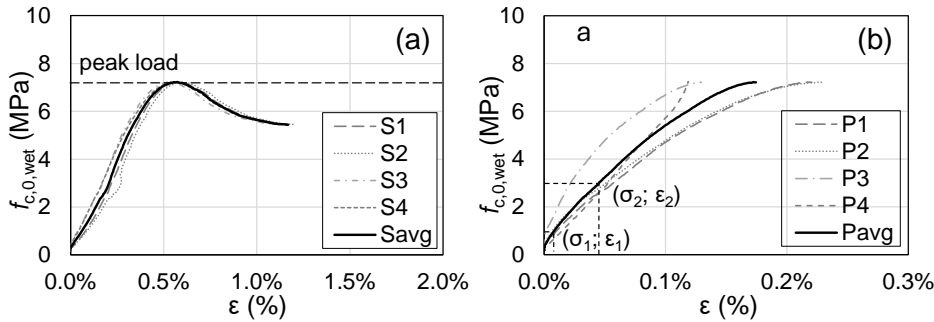 10
8
6
4
2
0
f c,0,wet (MPa)
peak load
(a)
S1
S2
S3
S4
Savg
0.0%
0.5%
1.0%
1.5%
2.0%
ε (%)
10
8
6
4
2
0
f c,0,wet (MPa)
a
(b)
P1
P2
P3
P4
Pavg
(σ2; ε2)
(σ1; ε1)
0.0%
0.1%
0.2%
0.3%
ε (%)